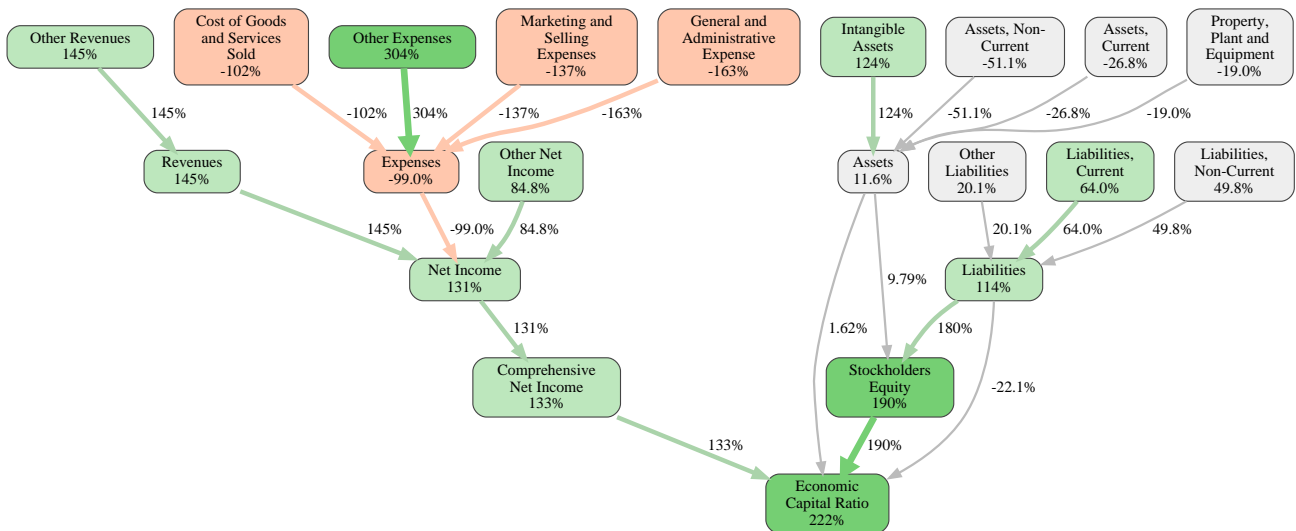 Other Revenues
145%
Cost of Goods
and Services
Sold
-102%
Other Expenses
304%
Marketing and
Selling
Expenses
-137%
General and
Administrative
Expense
-163%
Intangible
Assets
124%
Assets, Non-
Current
-51.1%
Assets,
Current
-26.8%
Property,
Plant and
Equipment
-19.0%
145%
-102%
304%
-137%
-163%
124%
-51.1%
-26.8%
-19.0%
Revenues
145%
Expenses
-99.0%
Other Net
Income
84.8%
Assets
11.6%
Other
Liabilities
20.1%
Liabilities,
Current
64.0%
Liabilities,
Non-Current
49.8%
145%
-99.0%
84.8%
20.1%
64.0%
49.8%
Net Income
131%
9.79%
Liabilities
114%
131%
1.62%
180%
Comprehensive
Net Income
133%
Stockholders
Equity
190%
-22.1%
133%
190%
Economic
Capital Ratio
222%